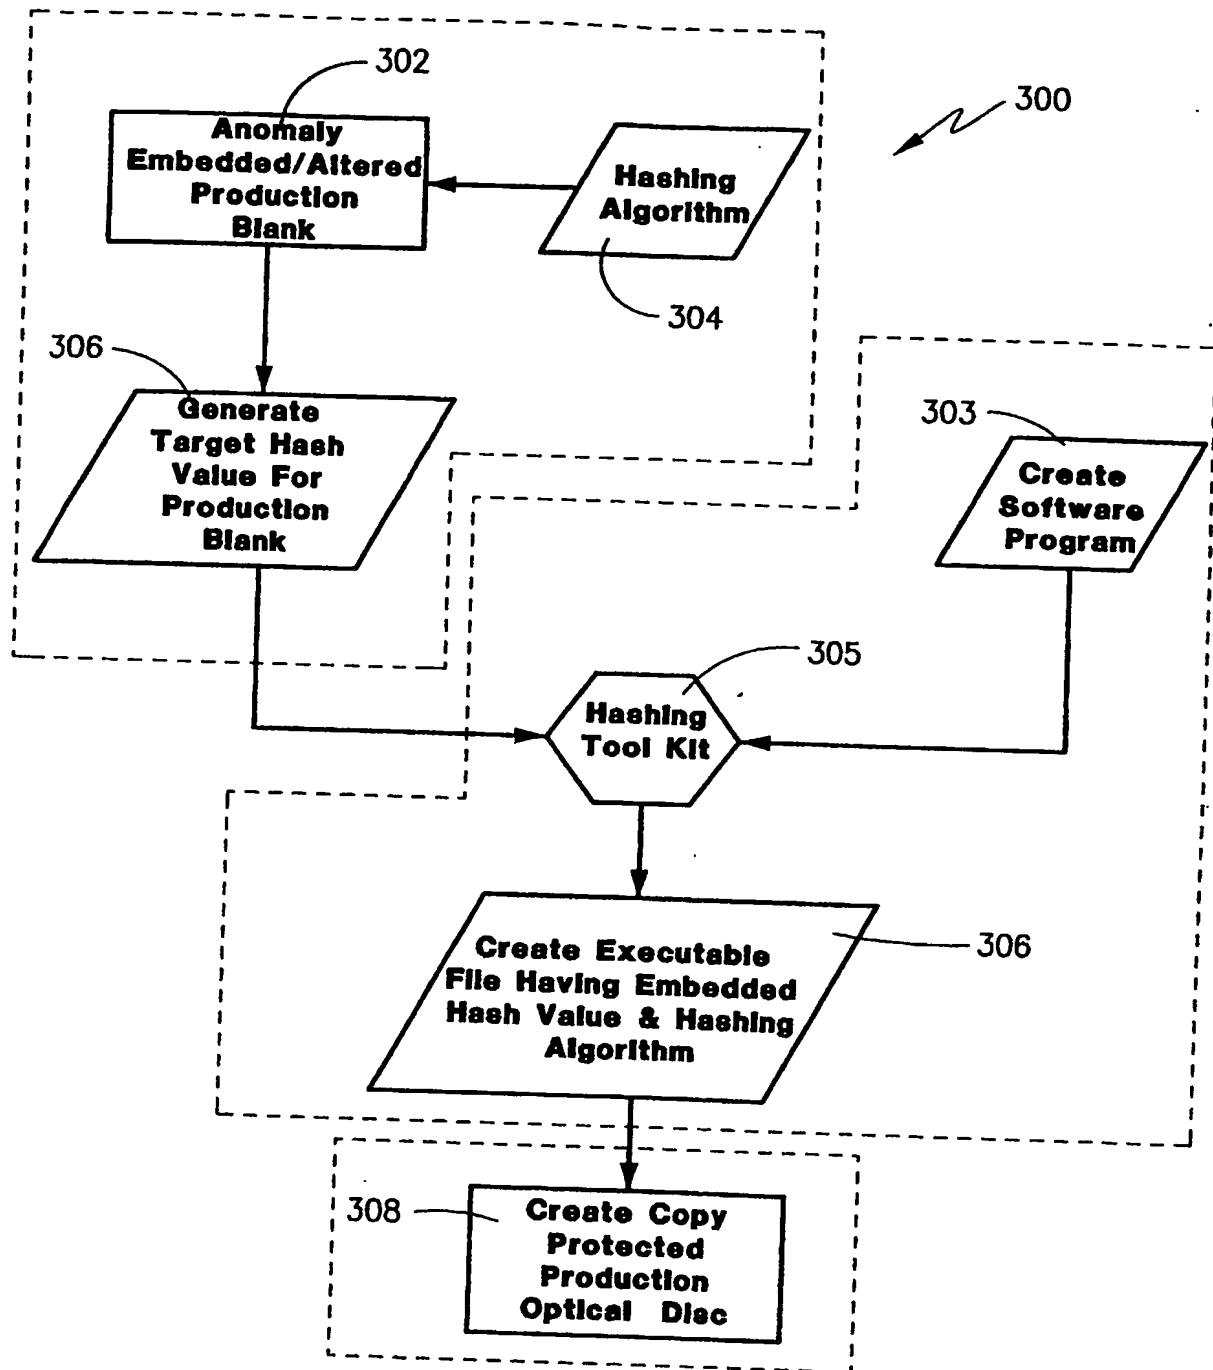 302
300
Anomaly
Embedded/Altered
Production
Blank
Hashing
Algorithm
304
306
Generate
Target Hash
Value For
Production
Blank
303
Create
Software
Program
305
Hashing
Tool Kit
Create Executable
File Having Embedded
Hash Value & Hashing
Algorithm
306
308
Create Copy
Protected
Production
Optical Disc